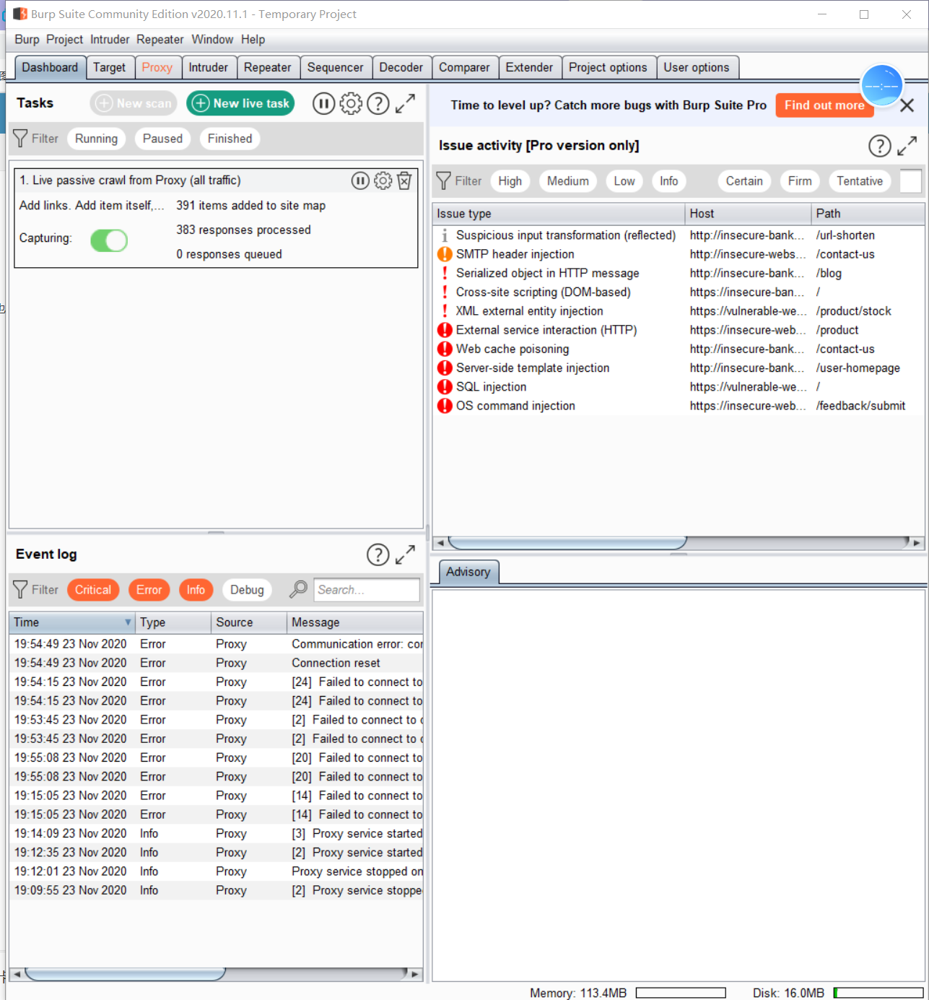 Burp Suite Community Edition v2020.11.1 - Temporary Project
Burp Project Intruder Repeater Window Help
Dashboard Target Proxy Intruder Repeater Sequencer Decoder Comparer Extender Project options User options
Tasks
New scan
New live task
Filter Running Paused Finished
1. Live passive crawl from Proxy (all traffic)
Add links. Add item itself,... 391 items added to site map
383 responses processed
Capturing:
0 responses queued
Time to level up? Catch more bugs with Burp Suite Pro
Find out more
--:--
Issue activity [Pro version only]
Filter High Medium Low Info Certain Firm Tentative
Issue type Host Path
Suspicious input transformation (reflected) http://insecure-bank... /url-shorten
SMTP header injection http://insecure-webs... /contact-us
Serialized object in HTTP message http://insecure-bank... /blog
Cross-site scripting (DOM-based) https://insecure-ban... /
XML external entity injection https://vulnerable-we... /product/stock
External service interaction (HTTP) https://insecure-web... /product
Web cache poisoning http://insecure-bank... /contact-us
Server-side template injection http://insecure-bank... /user-homepage
SQL injection https://vulnerable-we... /
OS command injection https://insecure-web... /feedback/submit
Event log
Filter Critical Error Info Debug Search...
Time Type Source Message
19:54:49 23 Nov 2020 Error Proxy Communication error: cor
19:54:49 23 Nov 2020 Error Proxy Connection reset
19:54:15 23 Nov 2020 Error Proxy [24] Failed to connect to
19:54:15 23 Nov 2020 Error Proxy [24] Failed to connect to
19:53:45 23 Nov 2020 Error Proxy [2] Failed to connect to
19:53:45 23 Nov 2020 Error Proxy [2] Failed to connect to
19:55:08 23 Nov 2020 Error Proxy [20] Failed to connect to
19:55:08 23 Nov 2020 Error Proxy [20] Failed to connect to
19:15:05 23 Nov 2020 Error Proxy [14] Failed to connect to
19:15:05 23 Nov 2020 Error Proxy [14] Failed to connect to
19:14:09 23 Nov 2020 Info Proxy [3] Proxy service started
19:12:35 23 Nov 2020 Info Proxy [2] Proxy service started
19:12:01 23 Nov 2020 Info Proxy Proxy service stopped on
19:09:55 23 Nov 2020 Info Proxy [2] Proxy service stoppe
Advisory
Memory: 113.4MB Disk: 16.0MB